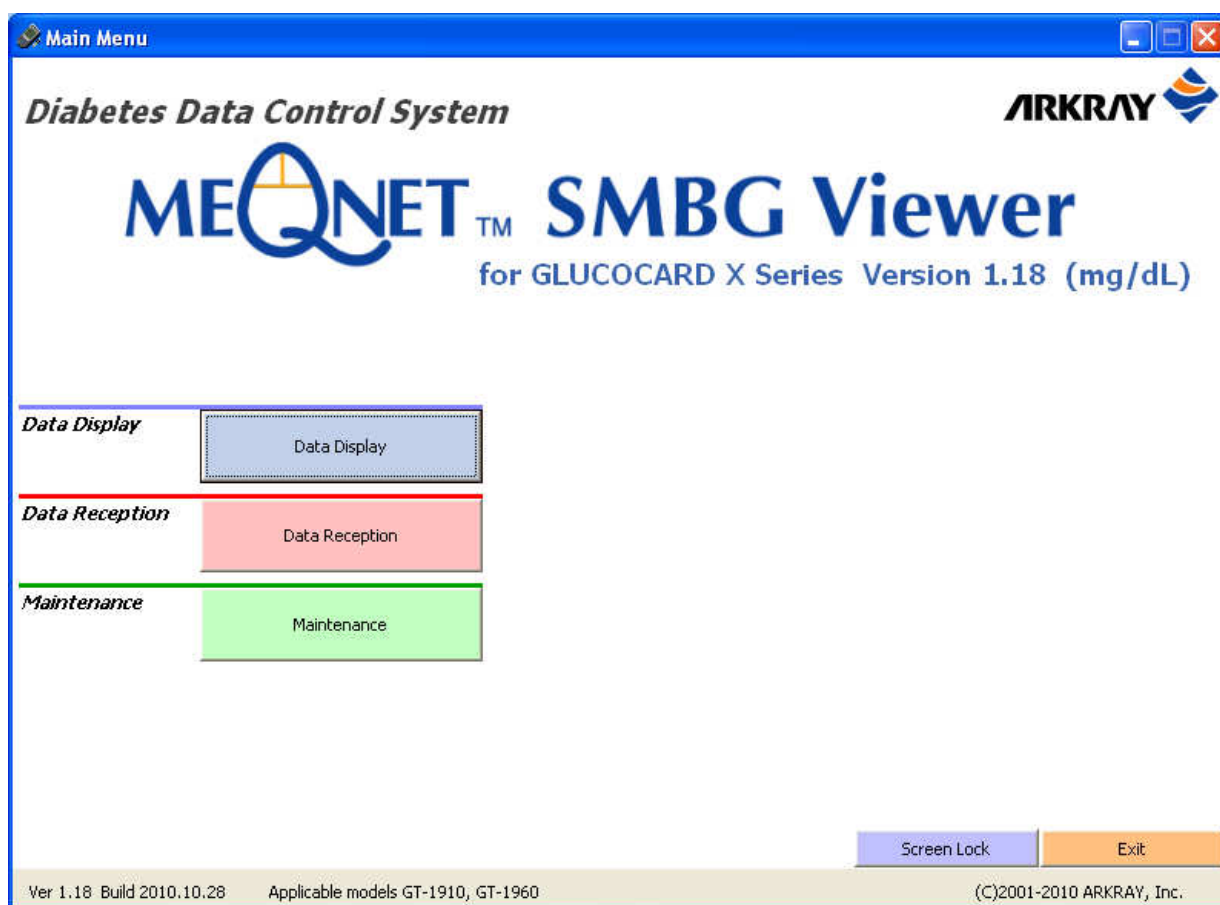 Main Menu
Diabetes Data Control System
ARKRAY
MEQNET TM SMBG Viewer
for GLUCOCARD X Series Version 1.18 (mg/dL)
Data Display
Data Display
Data Reception
Data Reception
Maintenance
Maintenance
Screen Lock Exit
Ver 1.18 Build 2010.10.28 Applicable models GT-1910, GT-1960 (C)2001-2010 ARKRAY, Inc.